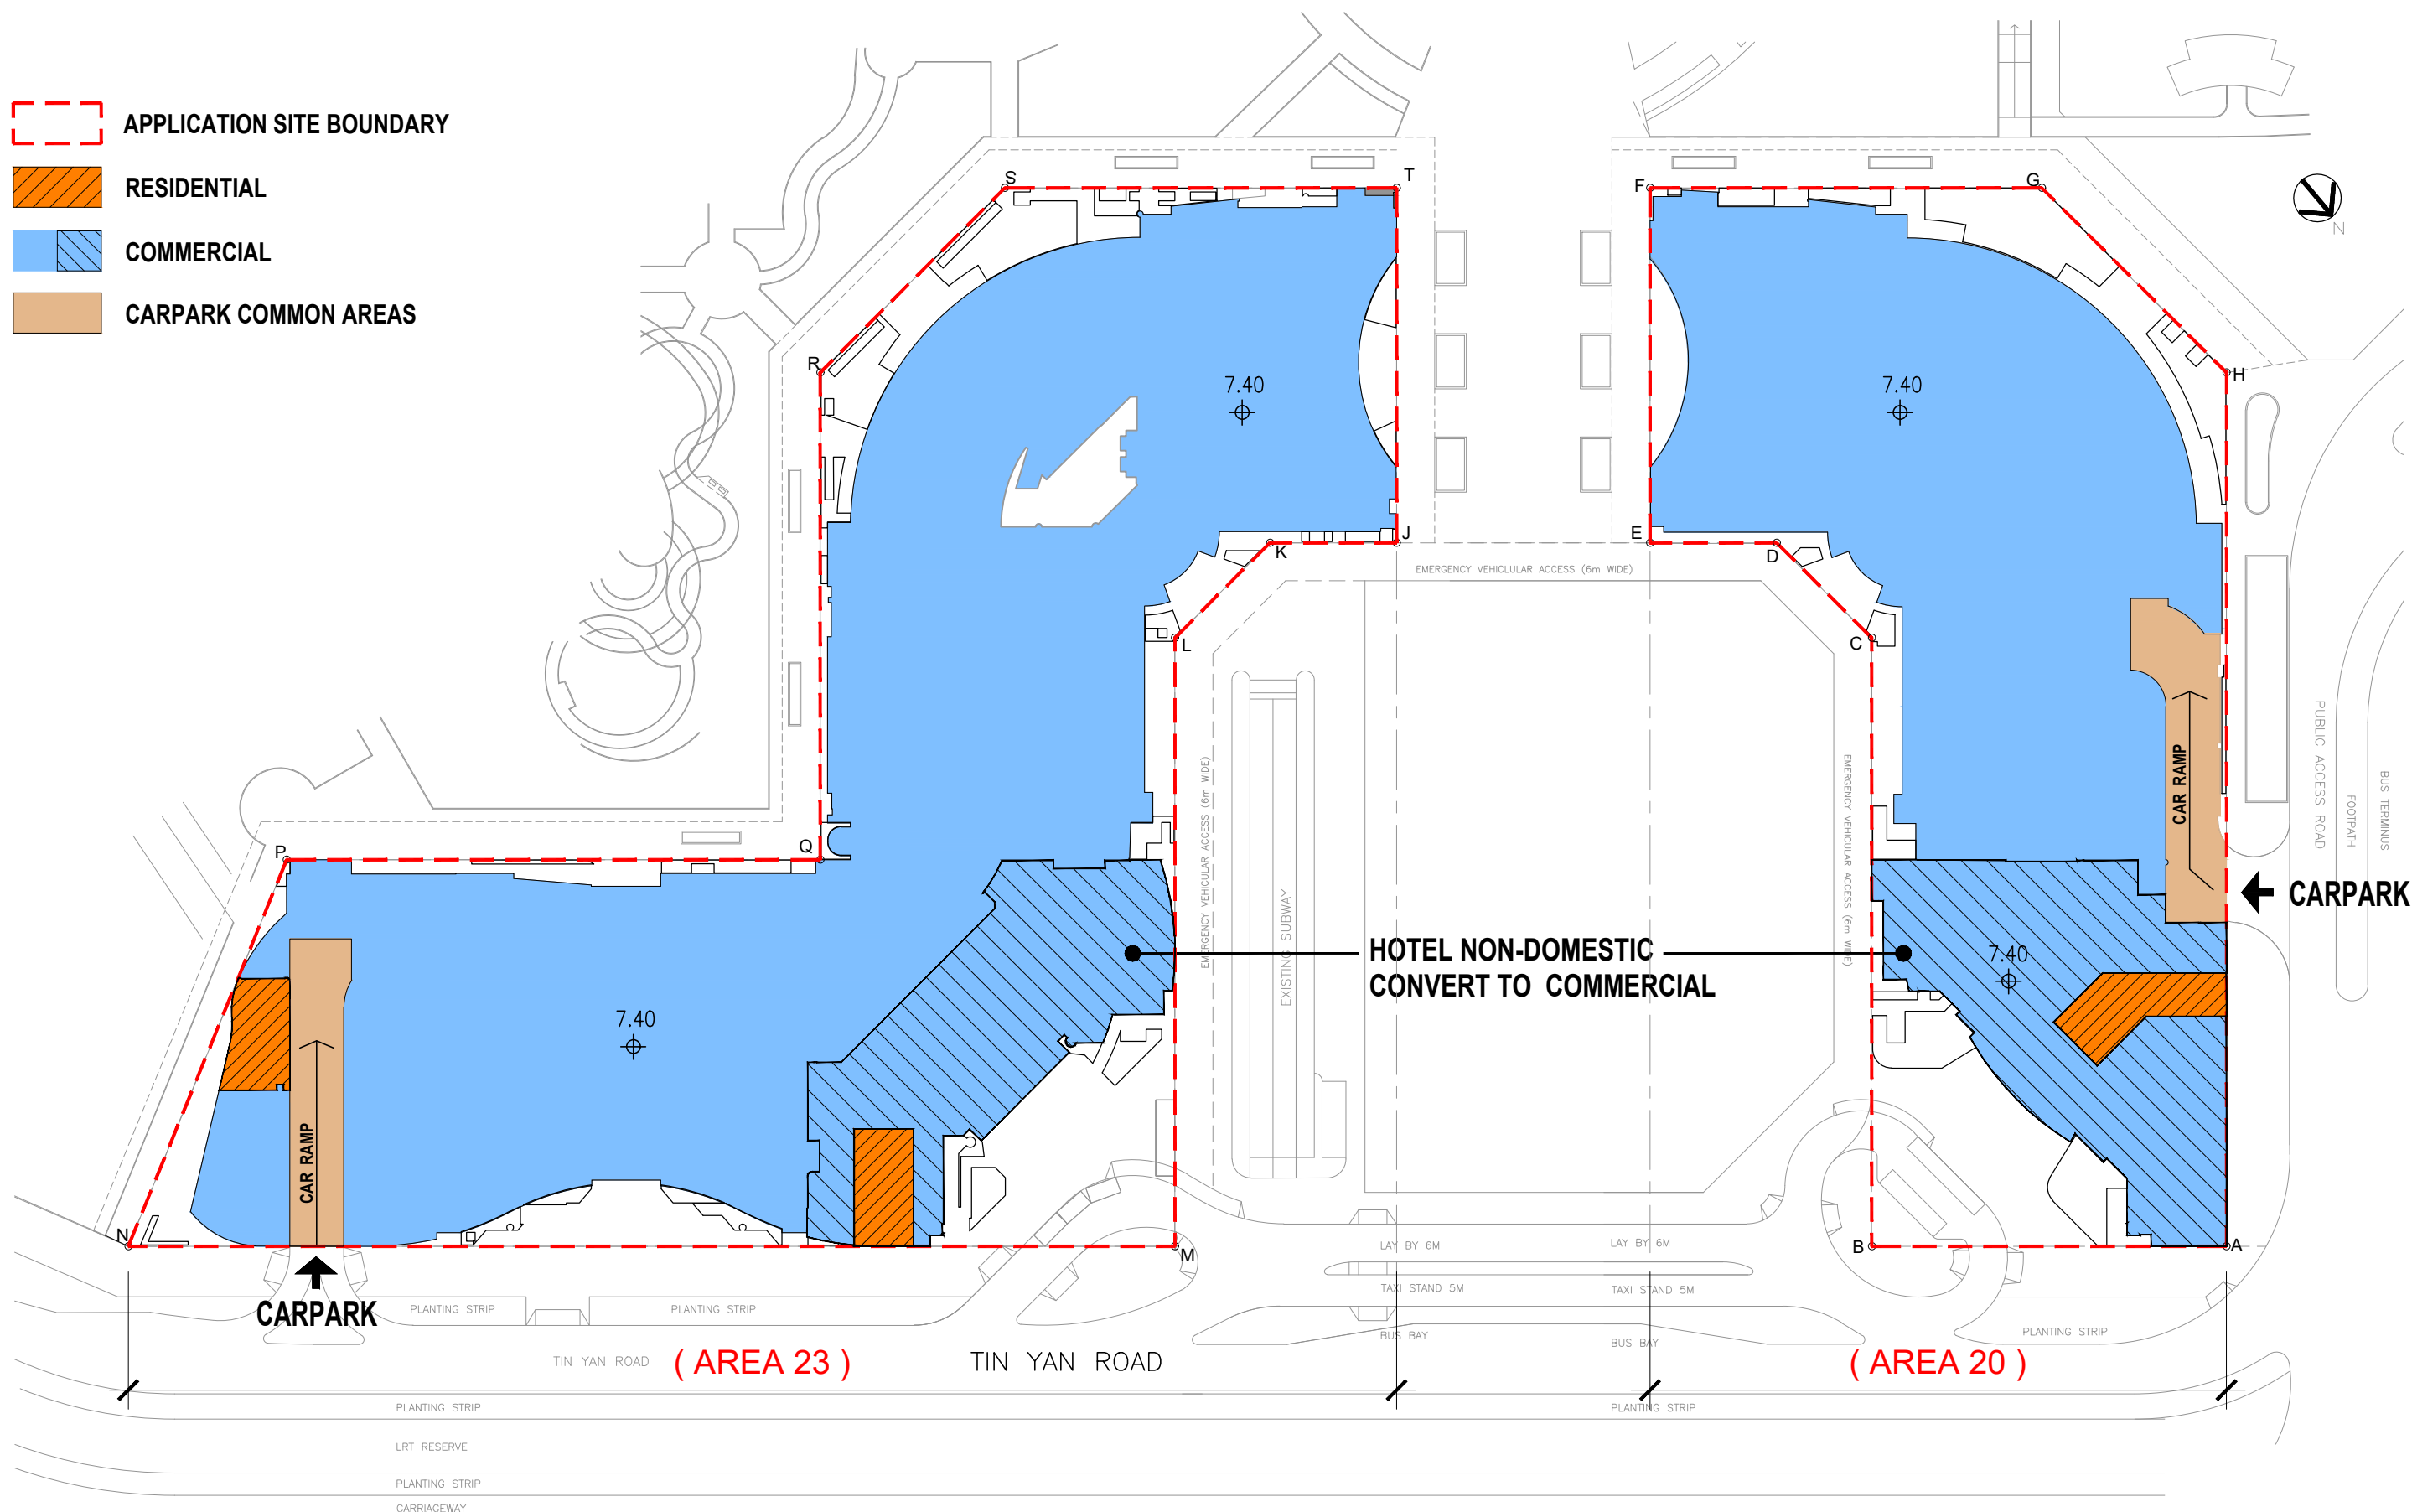 APPLICATION SITE BOUNDARY
RESIDENTIAL
COMMERCIAL
CARPARK COMMON AREAS
S
T
F
G
N
R
7.40
7.40
H
K
J
E
D
EMERGENCY VEHICLULAR ACCESS (6m WIDE)
L
C
EMERGENCY VEHICULAR ACCESS (6m WIDE)
EMERGENCY VEHICULAR ACCESS (6m WIDE)
CAR RAMP
PUBLIC ACCESS ROAD
FOOTPATH
BUS TERMINUS
P
Q
EXISTING SUBWAY
CARPARK
HOTEL NON-DOMESTIC
CONVERT TO COMMERCIAL
7.40
7.40
CAR RAMP
N
M
B
A
LAY BY 6M
LAY BY 6M
TAXI STAND 5M
TAXI STAND 5M
CARPARK
PLANTING STRIP
PLANTING STRIP
BUS BAY
BUS BAY
PLANTING STRIP
TIN YAN ROAD
( AREA 23 )
TIN YAN ROAD
( AREA 20 )
PLANTING STRIP
PLANTING STRIP
LRT RESERVE
PLANTING STRIP
CARRIAGEWAY